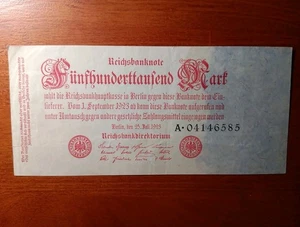 Reichsbanknote
Fünfhunderttausend Mark
zahlt die Reichsbankhauptkasse in Berlin gegen diese Banknote dem Ein-
lieferer. Vom 1. September 1923 ab kann diese Banknote aufgerufen und
unter Umtausch gegen andere gesetzliche Zahlungsmittel eingezogen werden
Berlin, den 25. Juli 1923
Reichsbankdirektorium
A·04146585